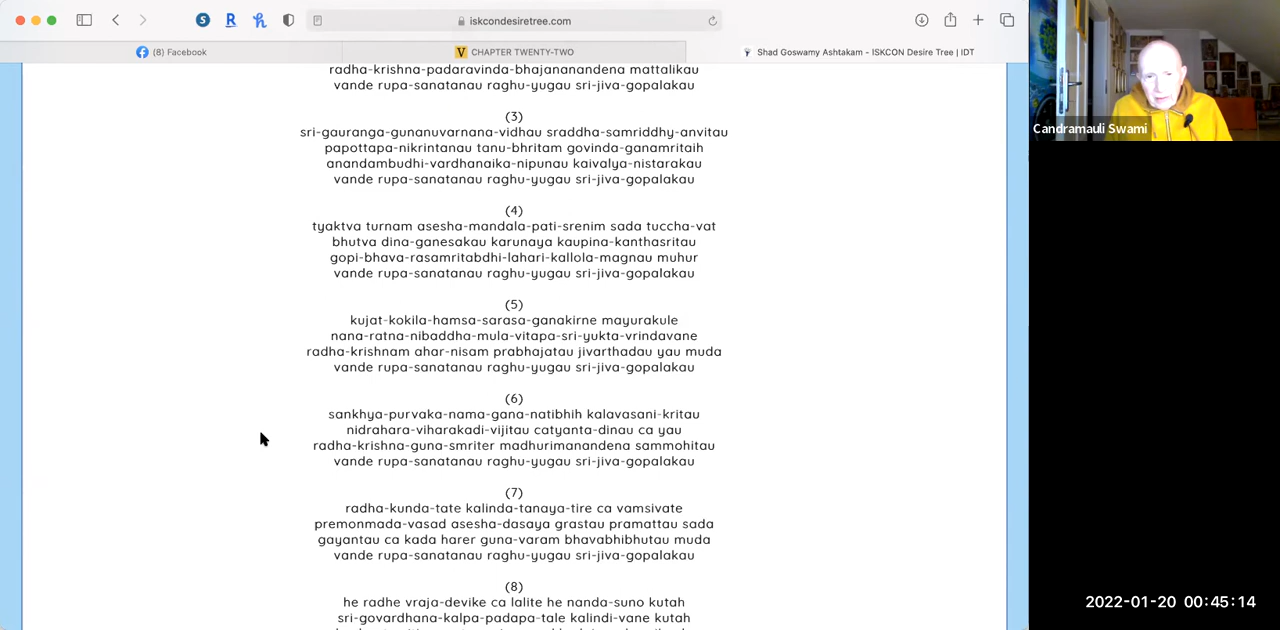 iskcondesiretree.com
(8) Facebook
CHAPTER TWENTY-TWO
Shad Goswamy Ashtakam - ISKCON Desire Tree | IDT
radha-krishna-padaravinda-bhajananandena mattalikau
vande rupa-sanatanau raghu-yugau sri-jiva-gopalakau
(3)
sri-gauranga-gunanuvarnana-vidhau sraddha-samriddhy-anvitau
papottapa-nikrintanau tanu-bhritam govinda-ganamritaih
anandambudhi-vardhanaika-nipunau kaivalya-nistarakau
vande rupa-sanatanau raghu-yugau sri-jiva-gopalakau
(4)
tyaktva turnam asesha-mandala-pati-srenim sada tuccha-vat
bhutva dina-ganesakau karunaya kaupina-kanthasritau
gopi-bhava-rasamritabdhi-lahari-kallola-magnau muhur
vande rupa-sanatanau raghu-yugau sri-jiva-gopalakau
(5)
kujat-kokila-hamsa-sarasa-ganakirne mayurakule
nana-ratna-nibaddha-mula-vitapa-sri-yukta-vrindavane
radha-krishnam ahar-nisam prabhajatau jivarthadau yau muda
vande rupa-sanatanau raghu-yugau sri-jiva-gopalakau
(6)
sankhya-purvaka-nama-gana-natibhih kalavasani-kritau
nidrahara-viharakadi-vijitau catyanta-dinau ca yau
radha-krishna-guna-smriter madhurimanandena sammohitau
vande rupa-sanatanau raghu-yugau sri-jiva-gopalakau
(7)
radha-kunda-tate kalinda-tanaya-tire ca vamsivate
premonmada-vasad asesha-dasaya grastau pramattau sada
gayantau ca kada harer guna-varam bhavabhibhutau muda
vande rupa-sanatanau raghu-yugau sri-jiva-gopalakau
(8)
he radhe vraja-devike ca lalite he nanda-suno kutah
sri-govardhana-kalpa-padapa-tale kalindi-vane kutah
Candramauli Swami
2022-01-20 00:45:14